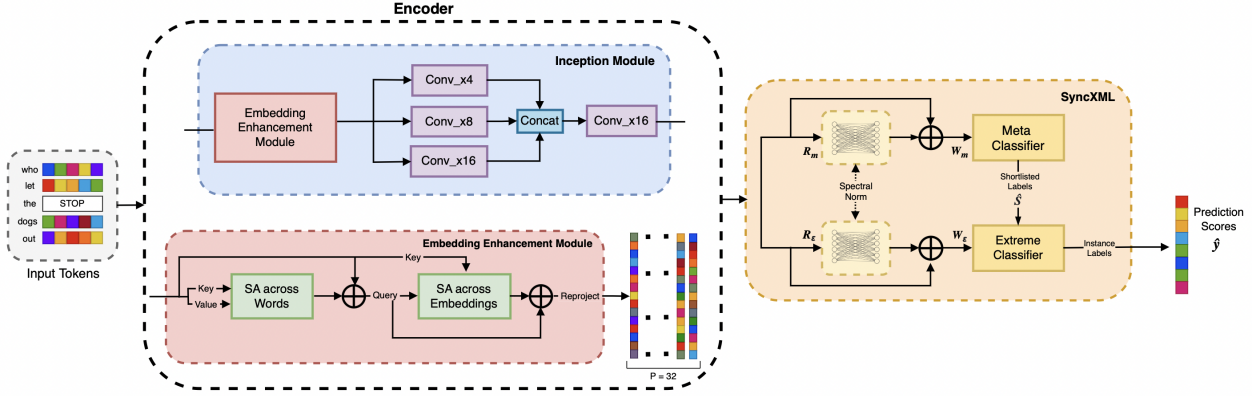 Encoder
Inception Module
Embedding
Enhancement
Module
Conv_x4
Conv_x8
Conv_x16
Concat
Conv_x16
who
let
the
STOP
dogs
out
Input Tokens
Embedding Enhancement Module
Key
Key
Value
SA across
Words
Query
SA across
Embeddings
Reproject
P = 32
SyncXML
R_m
W_m
Meta
Classifier
Spectral
Norm
Shortlisted
Labels
Ŝ
R_ε
W_ε
Extreme
Classifier
Instance
Labels
Prediction
Scores
ŷ